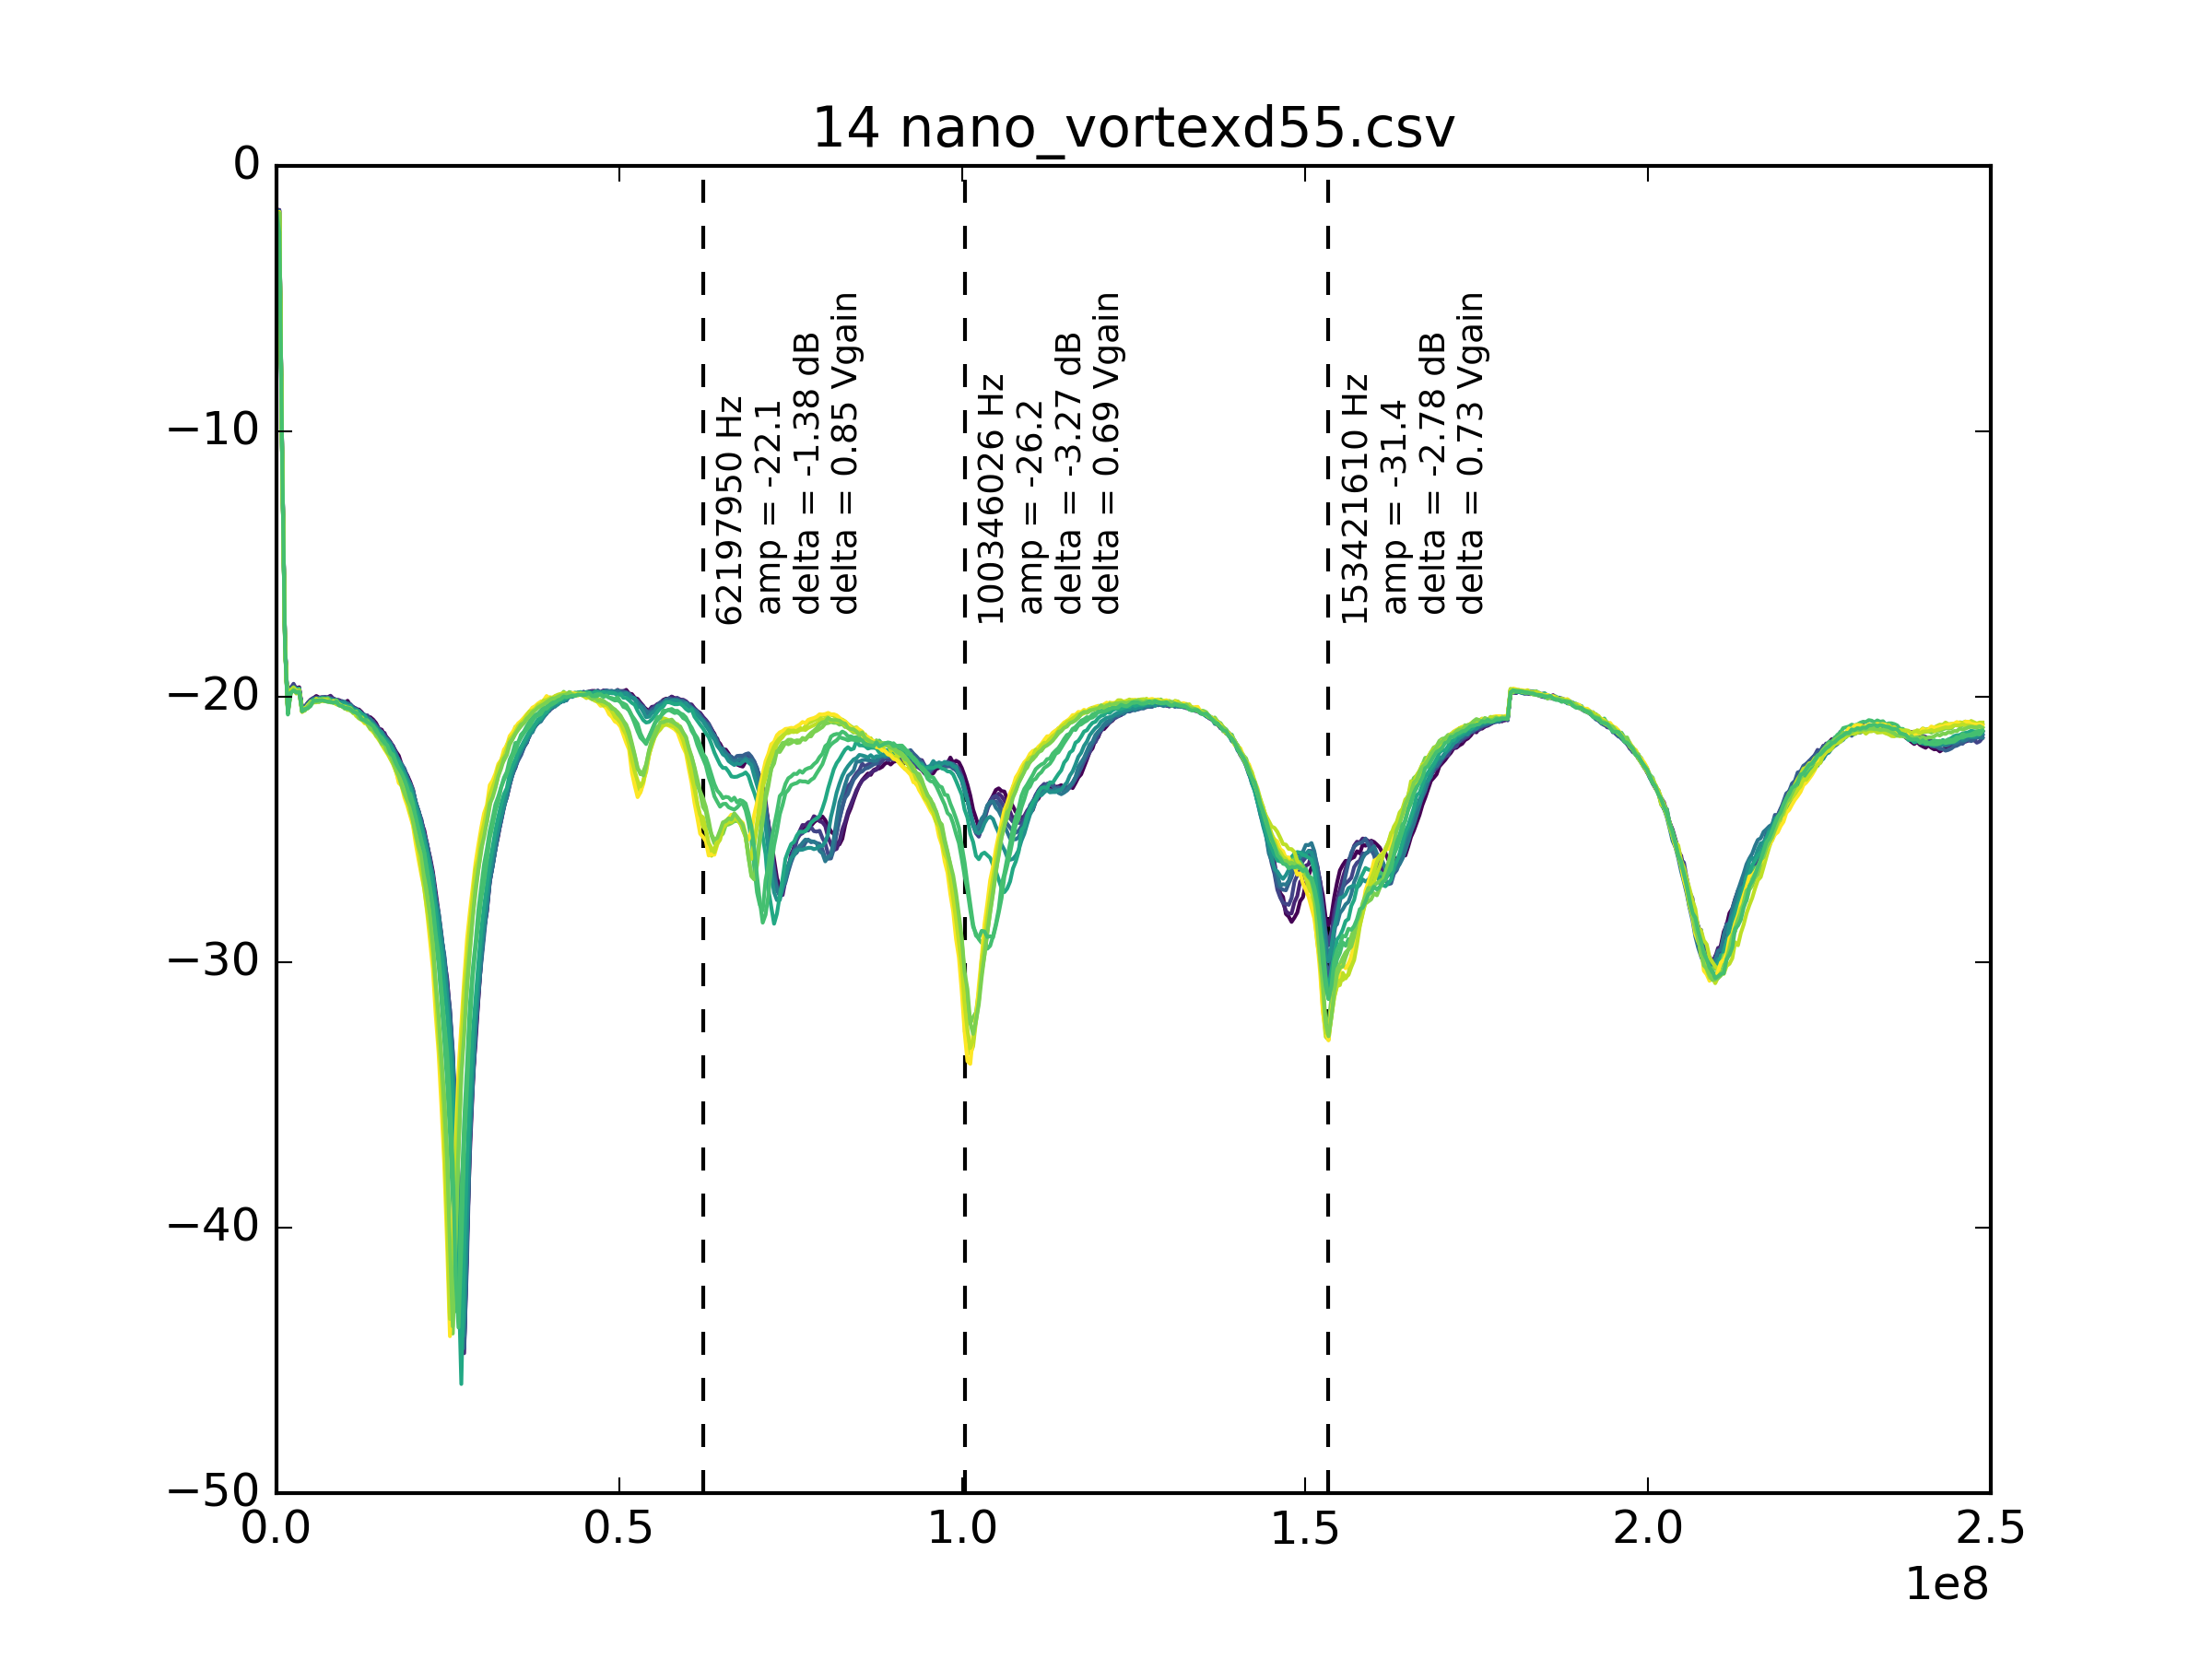 14 nano_vortexd55.csv
0
−10
−20
−30
−40
−50
62197950 Hz
amp = -22.1
delta = -1.38 dB
delta = 0.85 Vgain
100346026 Hz
amp = -26.2
delta = -3.27 dB
delta = 0.69 Vgain
153421610 Hz
amp = -31.4
delta = -2.78 dB
delta = 0.73 Vgain
0.0 0.5 1.0 1.5 2.0 2.5
1e8